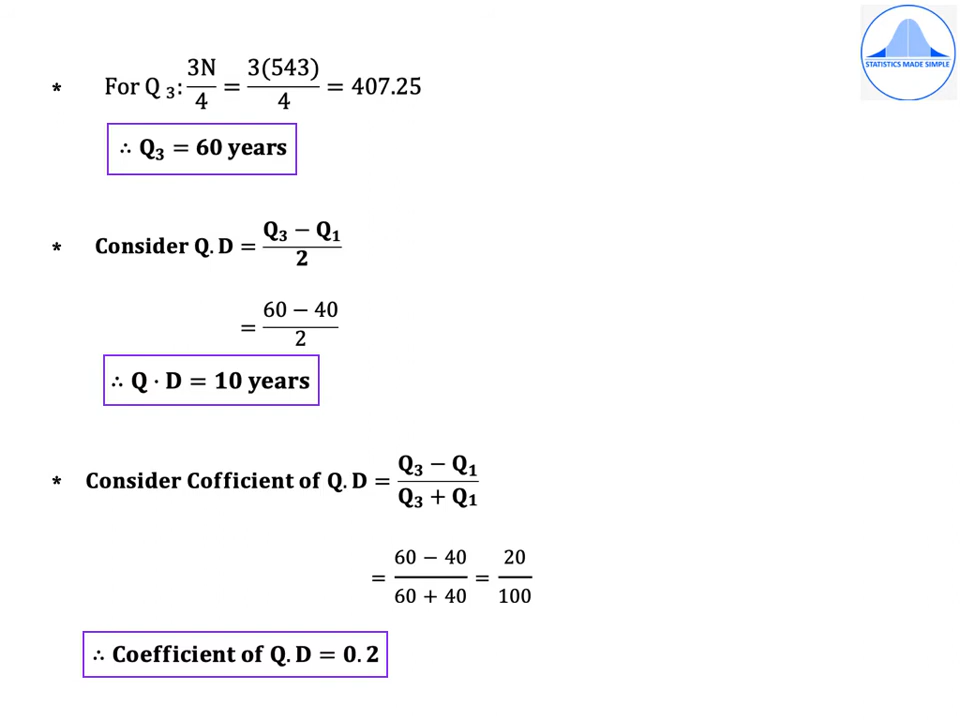 STATISTICS MADE SIMPLE
* For Q 3: 3N/4 = 3(543)/4 = 407.25
∴ Q₃ = 60 years
* Consider Q. D = Q₃ − Q₁/2
= 60 − 40/2
∴ Q · D = 10 years
* Consider Cofficient of Q. D = Q₃ − Q₁/Q₃ + Q₁
= 60 − 40/60 + 40 = 20/100
∴ Coefficient of Q. D = 0. 2